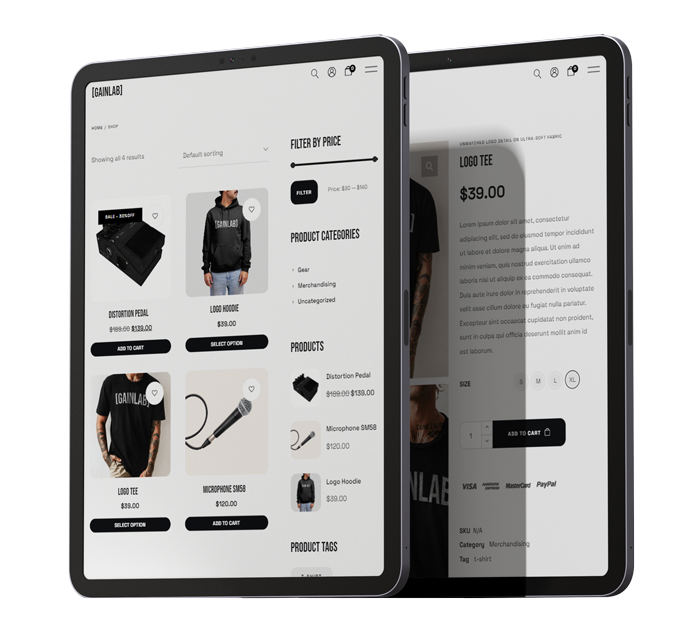 [GAINLAB]
0
HOME / SHOP
Showing all 4 results
Default sorting
SALE - 30%OFF
DISTORTION PEDAL
$189.00 $139.00
ADD TO CART
[GAINLAB]
LOGO HOODIE
$39.00
SELECT OPTION
[GAINLAB]
LOGO TEE
$39.00
SELECT OPTION
MICROPHONE SM58
$120.00
ADD TO CART
FILTER BY PRICE
FILTER
Price: $30 — $140
PRODUCT CATEGORIES
Gear
Merchandising
Uncategorized
PRODUCTS
Distortion Pedal
$189.00 $139.00
Microphone SM58
$120.00
Logo Hoodie
$39.00
PRODUCT TAGS
0
LOGO DETAIL ON ULTRA-SOFT FABRIC
LOGO TEE
$39.00
Lorem ipsum dolor sit amet, consectetur
adipiscing elit, sed do eiusmod tempor incididunt
ut labore et dolore magna aliqua. Ut enim ad
minim veniam, quis nostrud exercitation ullamco
laboris nisi ut aliquip ex ea commodo consequat.
Duis aute irure dolor in reprehenderit in voluptate
velit esse cillum dolore eu fugiat nulla pariatur.
Excepteur sint occaecat cupidatat non proident,
sunt in culpa qui officia deserunt mollit anim id
est laborum.
SIZE
S
M
L
XL
1
ADD TO CART
VISA
AMERICAN EXPRESS
MasterCard
PayPal
NLAB
SKU N/A
Category Merchandising
Tag t-shirt